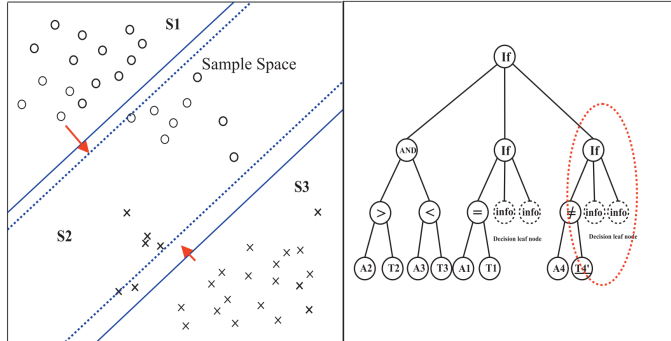 S1
Sample Space
S3
S2
If
AND
If
If
>
<
=
info
info
≠
info
info
Decision leaf node
Decision leaf node
A2
T2
A3
T3
A1
T1
A4
T4'